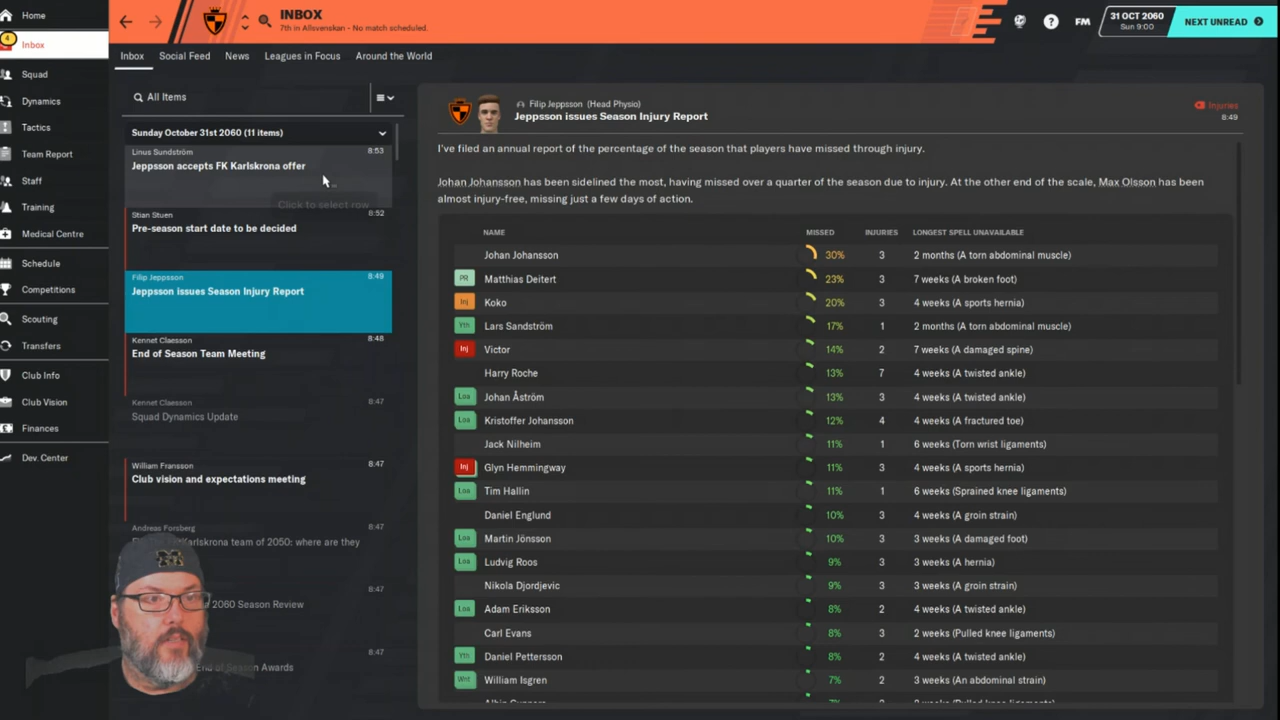 Home
INBOX
7th in Allsvenskan - No match scheduled.
FM
31 OCT 2060
Sun 9:00
NEXT UNREAD
4
Inbox
Squad
Dynamics
Tactics
Team Report
Staff
Training
Medical Centre
Schedule
Competitions
Scouting
Transfers
Club Info
Club Vision
Finances
Dev. Center
Inbox Social Feed News Leagues in Focus Around the World
All Items
Sunday October 31st 2060 (11 items)
Linus Sundström 8:53
Jeppsson accepts FK Karlskrona offer
Click to select row
Stian Stuen 8:52
Pre-season start date to be decided
Filip Jeppsson 8:49
Jeppsson issues Season Injury Report
Kennet Claesson 8:48
End of Season Team Meeting
Kennet Claesson 8:47
Squad Dynamics Update
William Fransson 8:47
Club vision and expectations meeting
Andreas Forsberg 8:47
Karlskrona team of 2050: where are they
8:47
2060 Season Review
8:47
End of Season Awards
Filip Jeppsson (Head Physio)
Jeppsson issues Season Injury Report
Injuries
8:49
I've filed an annual report of the percentage of the season that players have missed through injury.
Johan Johansson has been sidelined the most, having missed over a quarter of the season due to injury. At the other end of the scale, Max Olsson has been
almost injury-free, missing just a few days of action.
NAME MISSED INJURIES LONGEST SPELL UNAVAILABLE
Johan Johansson 30% 3 2 months (A torn abdominal muscle)
PR Matthias Deitert 23% 3 7 weeks (A broken foot)
Inj Koko 20% 3 4 weeks (A sports hernia)
Yth Lars Sandström 17% 1 2 months (A torn abdominal muscle)
Inj Victor 14% 2 7 weeks (A damaged spine)
Harry Roche 13% 7 4 weeks (A twisted ankle)
Loa Johan Åström 13% 3 4 weeks (A twisted ankle)
Loa Kristoffer Johansson 12% 4 4 weeks (A fractured toe)
Jack Nilheim 11% 1 6 weeks (Torn wrist ligaments)
Inj Glyn Hemmingway 11% 3 4 weeks (A sports hernia)
Loa Tim Hallin 11% 1 6 weeks (Sprained knee ligaments)
Daniel Englund 10% 3 4 weeks (A groin strain)
Loa Martin Jönsson 10% 3 3 weeks (A damaged foot)
Loa Ludvig Roos 9% 3 3 weeks (A hernia)
Nikola Djordjevic 9% 3 3 weeks (A groin strain)
Loa Adam Eriksson 8% 2 4 weeks (A twisted ankle)
Carl Evans 8% 3 2 weeks (Pulled knee ligaments)
Yth Daniel Pettersson 8% 2 4 weeks (A twisted ankle)
Wnt William Isgren 7% 2 3 weeks (An abdominal strain)